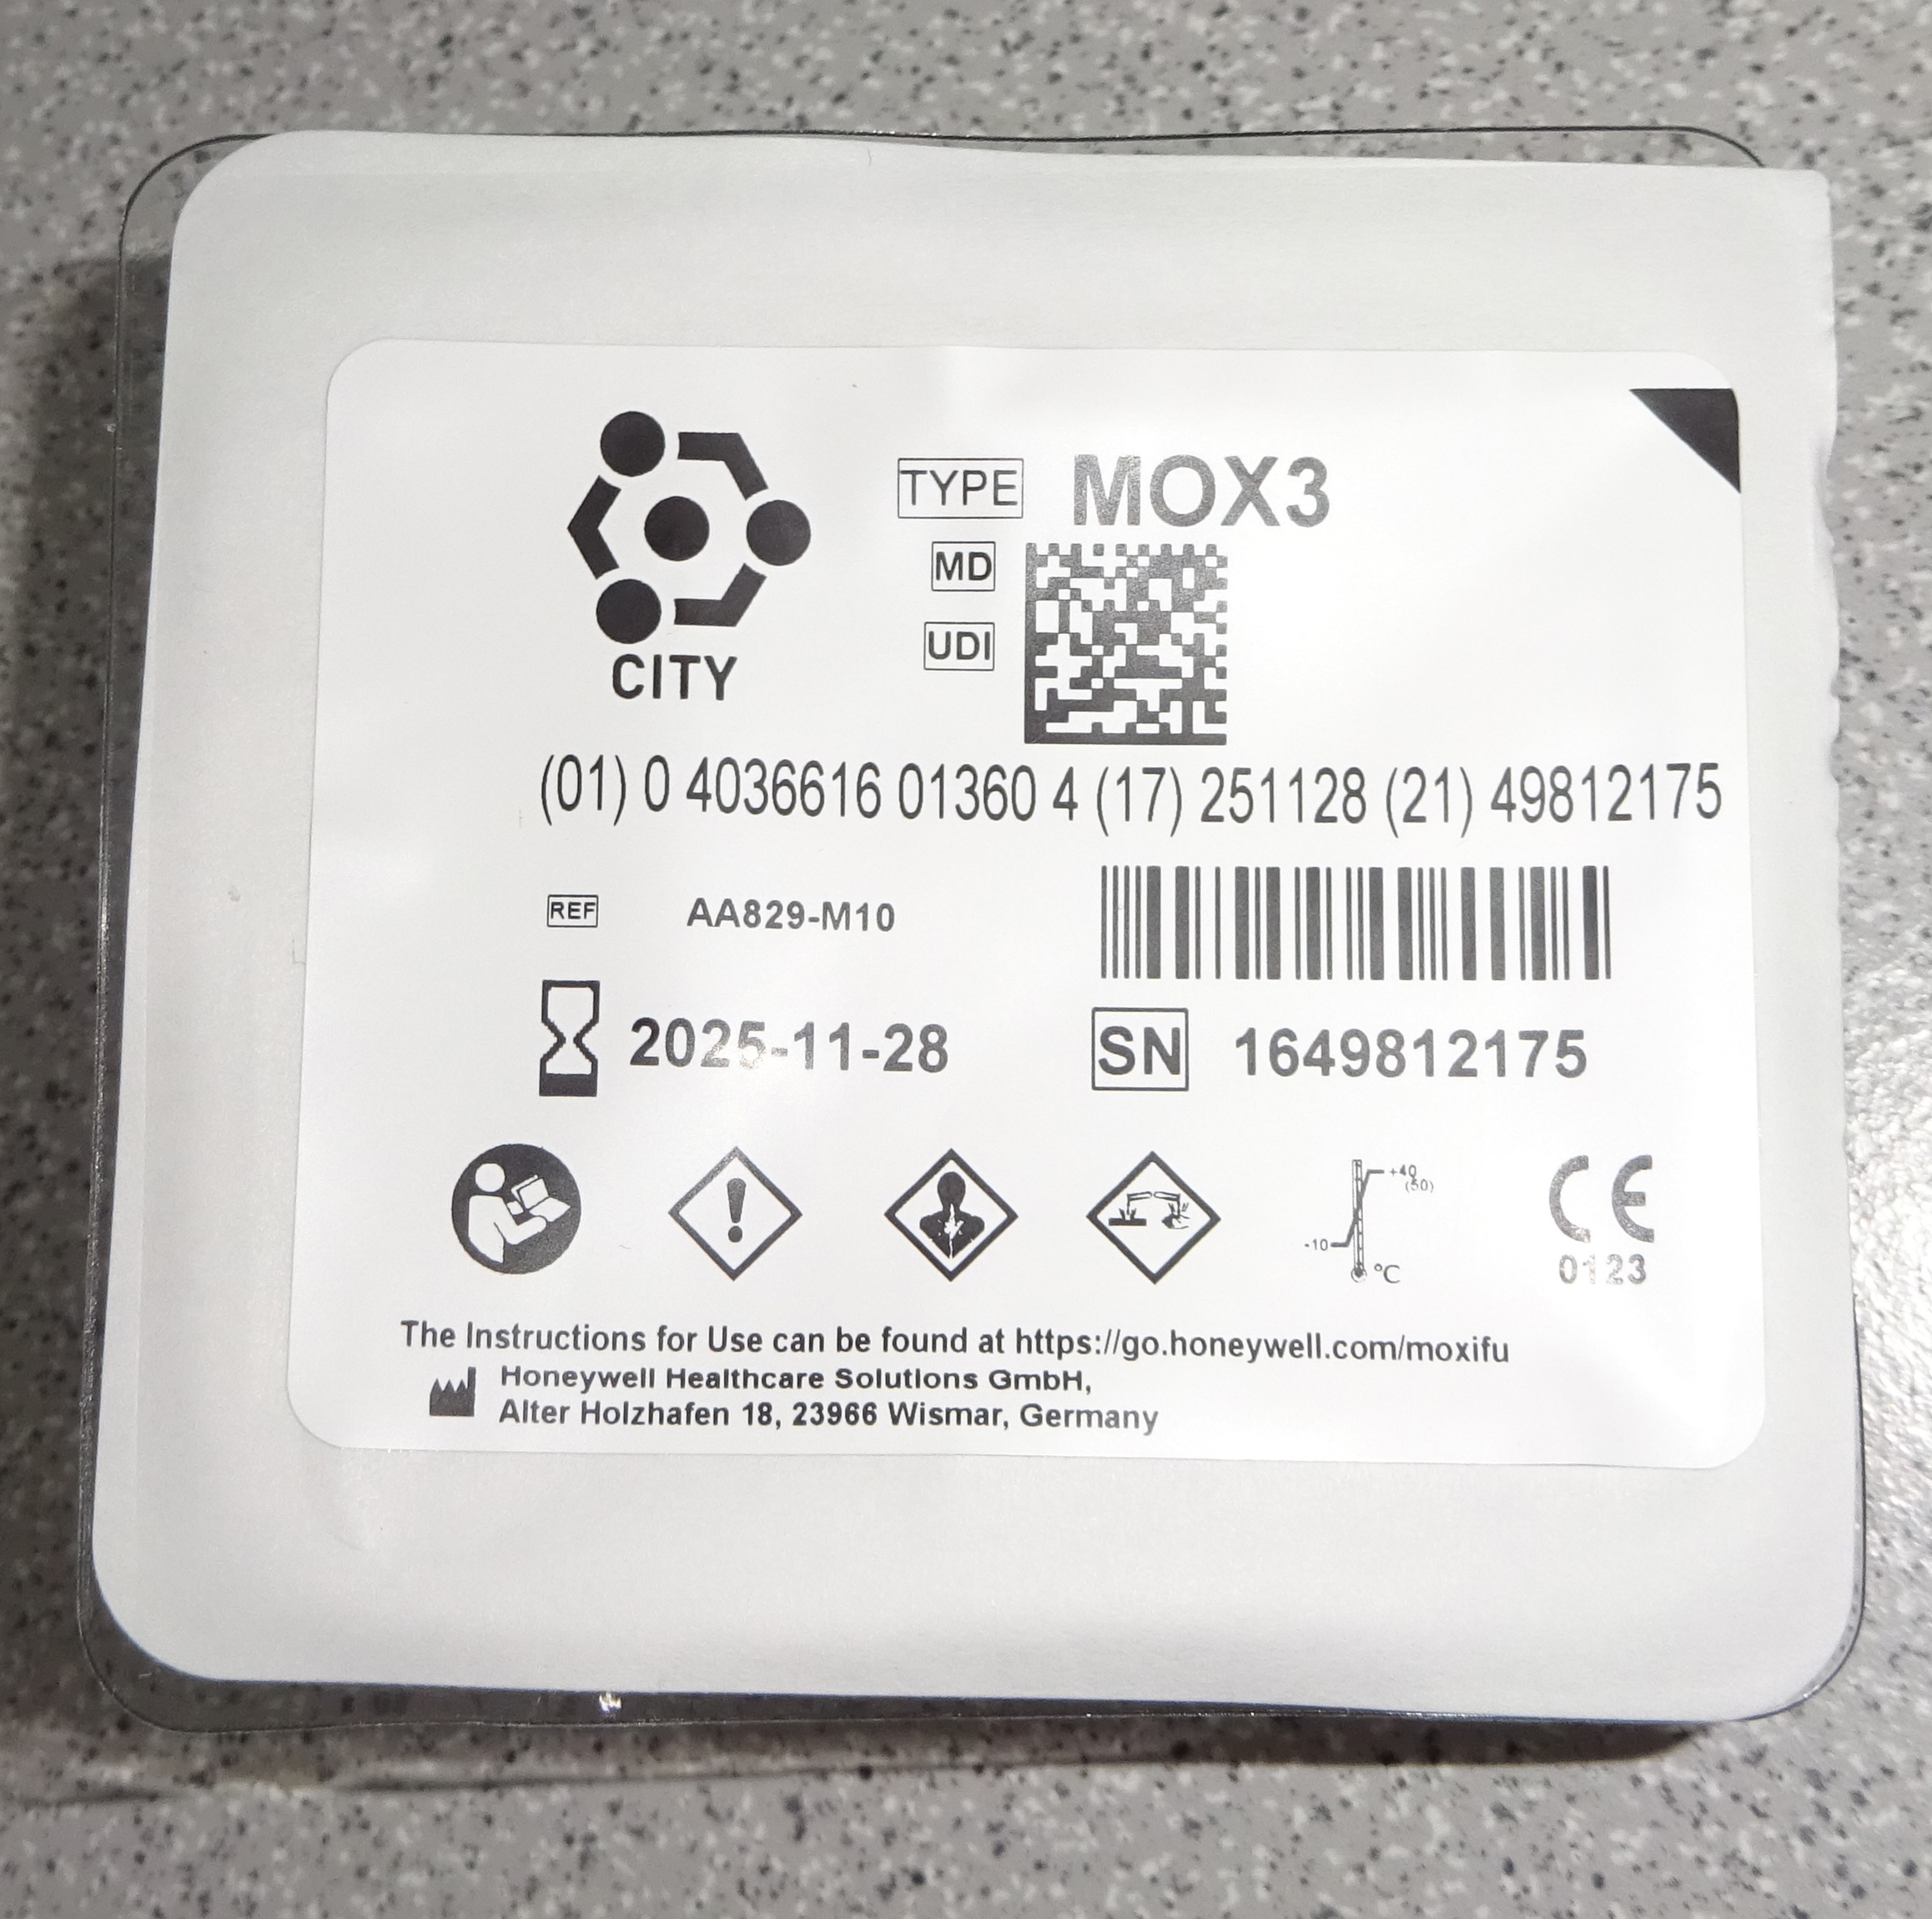 TYPE MOX3
MD
UDI
CITY
(01) 0 4036616 01360 4 (17) 251128 (21) 49812175
REF AA829-M10
2025-11-28 SN 1649812175
+40
(50)
-10
°C
CE
0123
The Instructions for Use can be found at https://go.honeywell.com/moxifu
Honeywell Healthcare Solutions GmbH,
Alter Holzhafen 18, 23966 Wismar, Germany